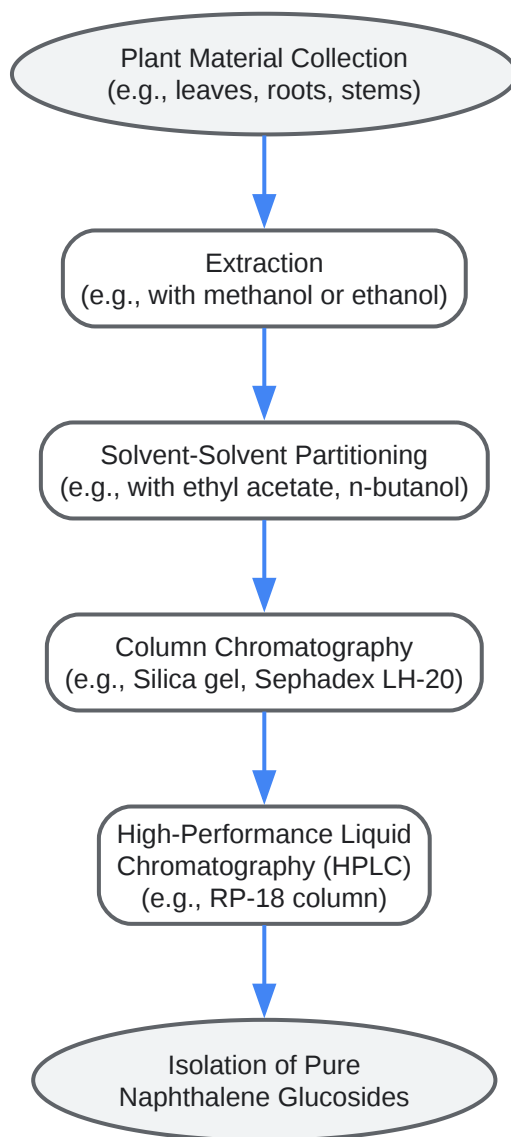 Plant Material Collection
(e.g., leaves, roots, stems)
Extraction
(e.g., with methanol or ethanol)
Solvent-Solvent Partitioning
(e.g., with ethyl acetate, n-butanol)
Column Chromatography
(e.g., Silica gel, Sephadex LH-20)
High-Performance Liquid
Chromatography (HPLC)
(e.g., RP-18 column)
Isolation of Pure
Naphthalene Glucosides